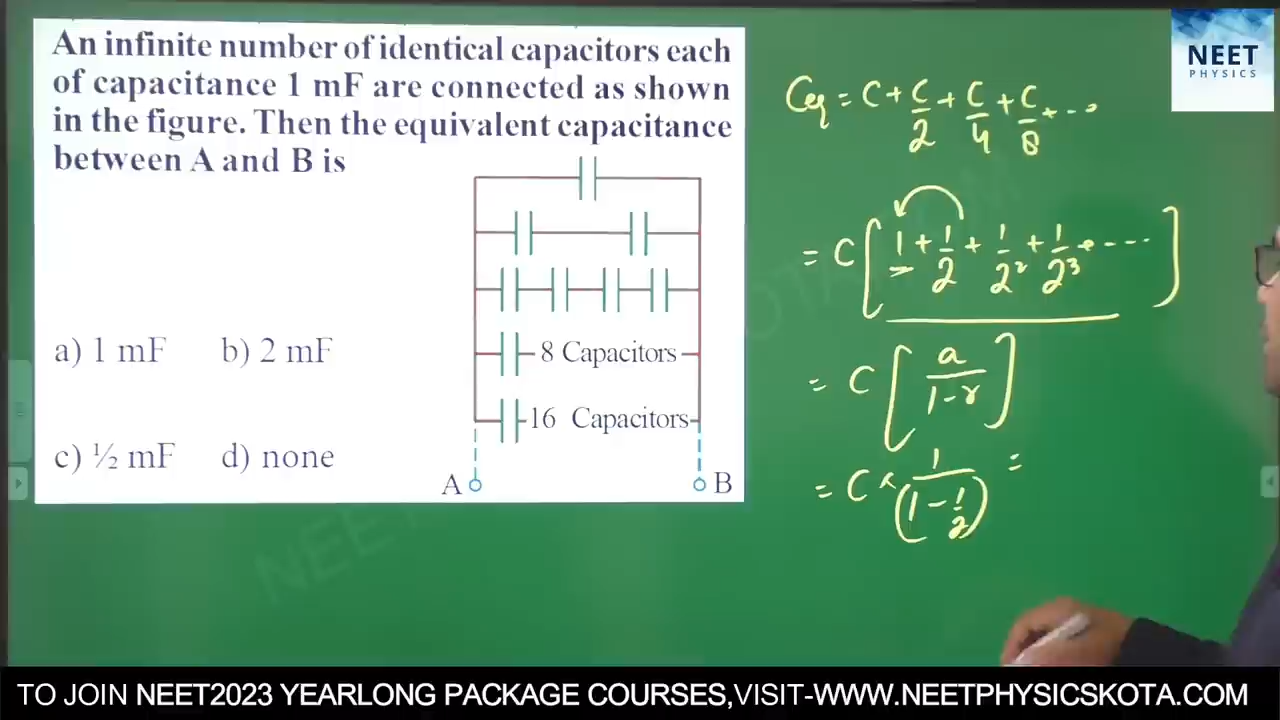 An infinite number of identical capacitors each
of capacitance 1 mF are connected as shown
in the figure. Then the equivalent capacitance
between A and B is
8 Capacitors
16 Capacitors
A B
a) 1 mF b) 2 mF
c) ½ mF d) none
Ceq = C + C/2 + C/4 + C/8 + ...
= C [ 1 + 1/2 + 1/2² + 1/2³ + .... ]
= C [ a/1-r ]
= C × 1/(1-1/2) =
NEET
PHYSICS
TO JOIN NEET2023 YEARLONG PACKAGE COURSES,VISIT-WWW.NEETPHYSICSKOTA.COM